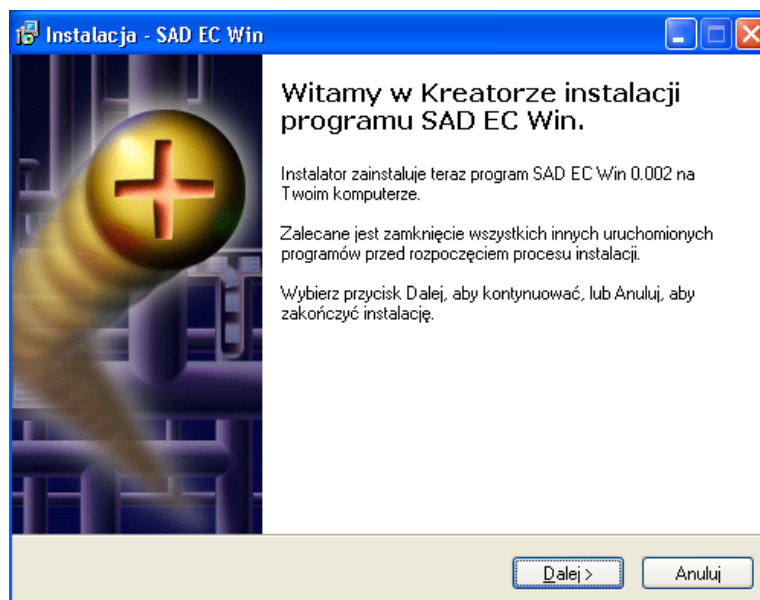 Instalacja - SAD EC Win
Witamy w Kreatorze instalacji
programu SAD EC Win.
Instalator zainstaluje teraz program SAD EC Win 0.002 na
Twoim komputerze.
Zalecane jest zamknięcie wszystkich innych uruchomionych
programów przed rozpoczęciem procesu instalacji.
Wybierz przycisk Dalej, aby kontynuować, lub Anuluj, aby
zakończyć instalację.
Dalej >
Anuluj